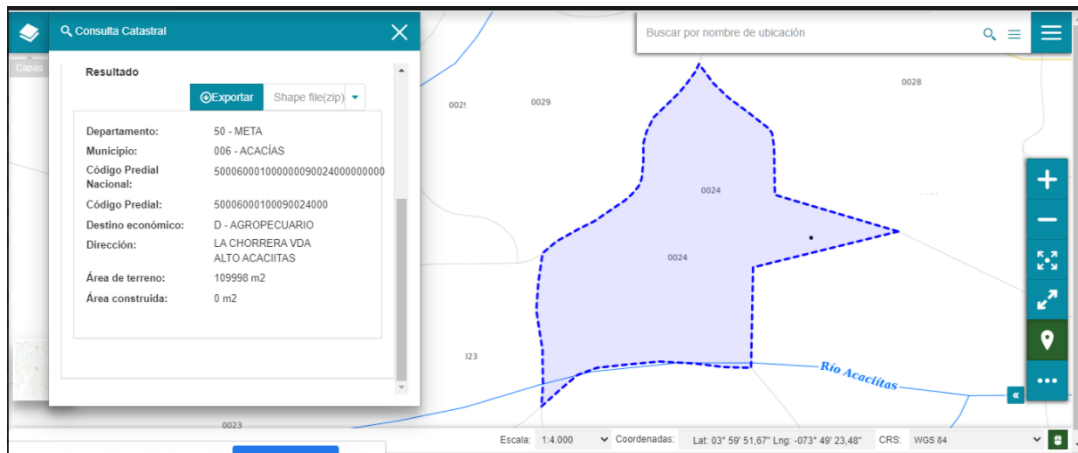 Consulta Catastral
Buscar por nombre de ubicación
Capas
Resultado
Exportar
Shape file(zip)
Departamento: 50 - META
Municipio: 006 - ACACÍAS
Código Predial Nacional: 500060001000000090024000000000
Código Predial: 50006000100090024000
Destino económico: D - AGROPECUARIO
Dirección: LA CHORRERA VDA
ALTO ACACIITAS
Área de terreno: 109998 m2
Área construida: 0 m2
0029
0028
0024
0024
Río Acaciítas
0023
Escala: 1:4.000 Coordenadas: Lat: 03° 59' 51,67" Lng: -073° 49' 23,48" CRS: WGS 84